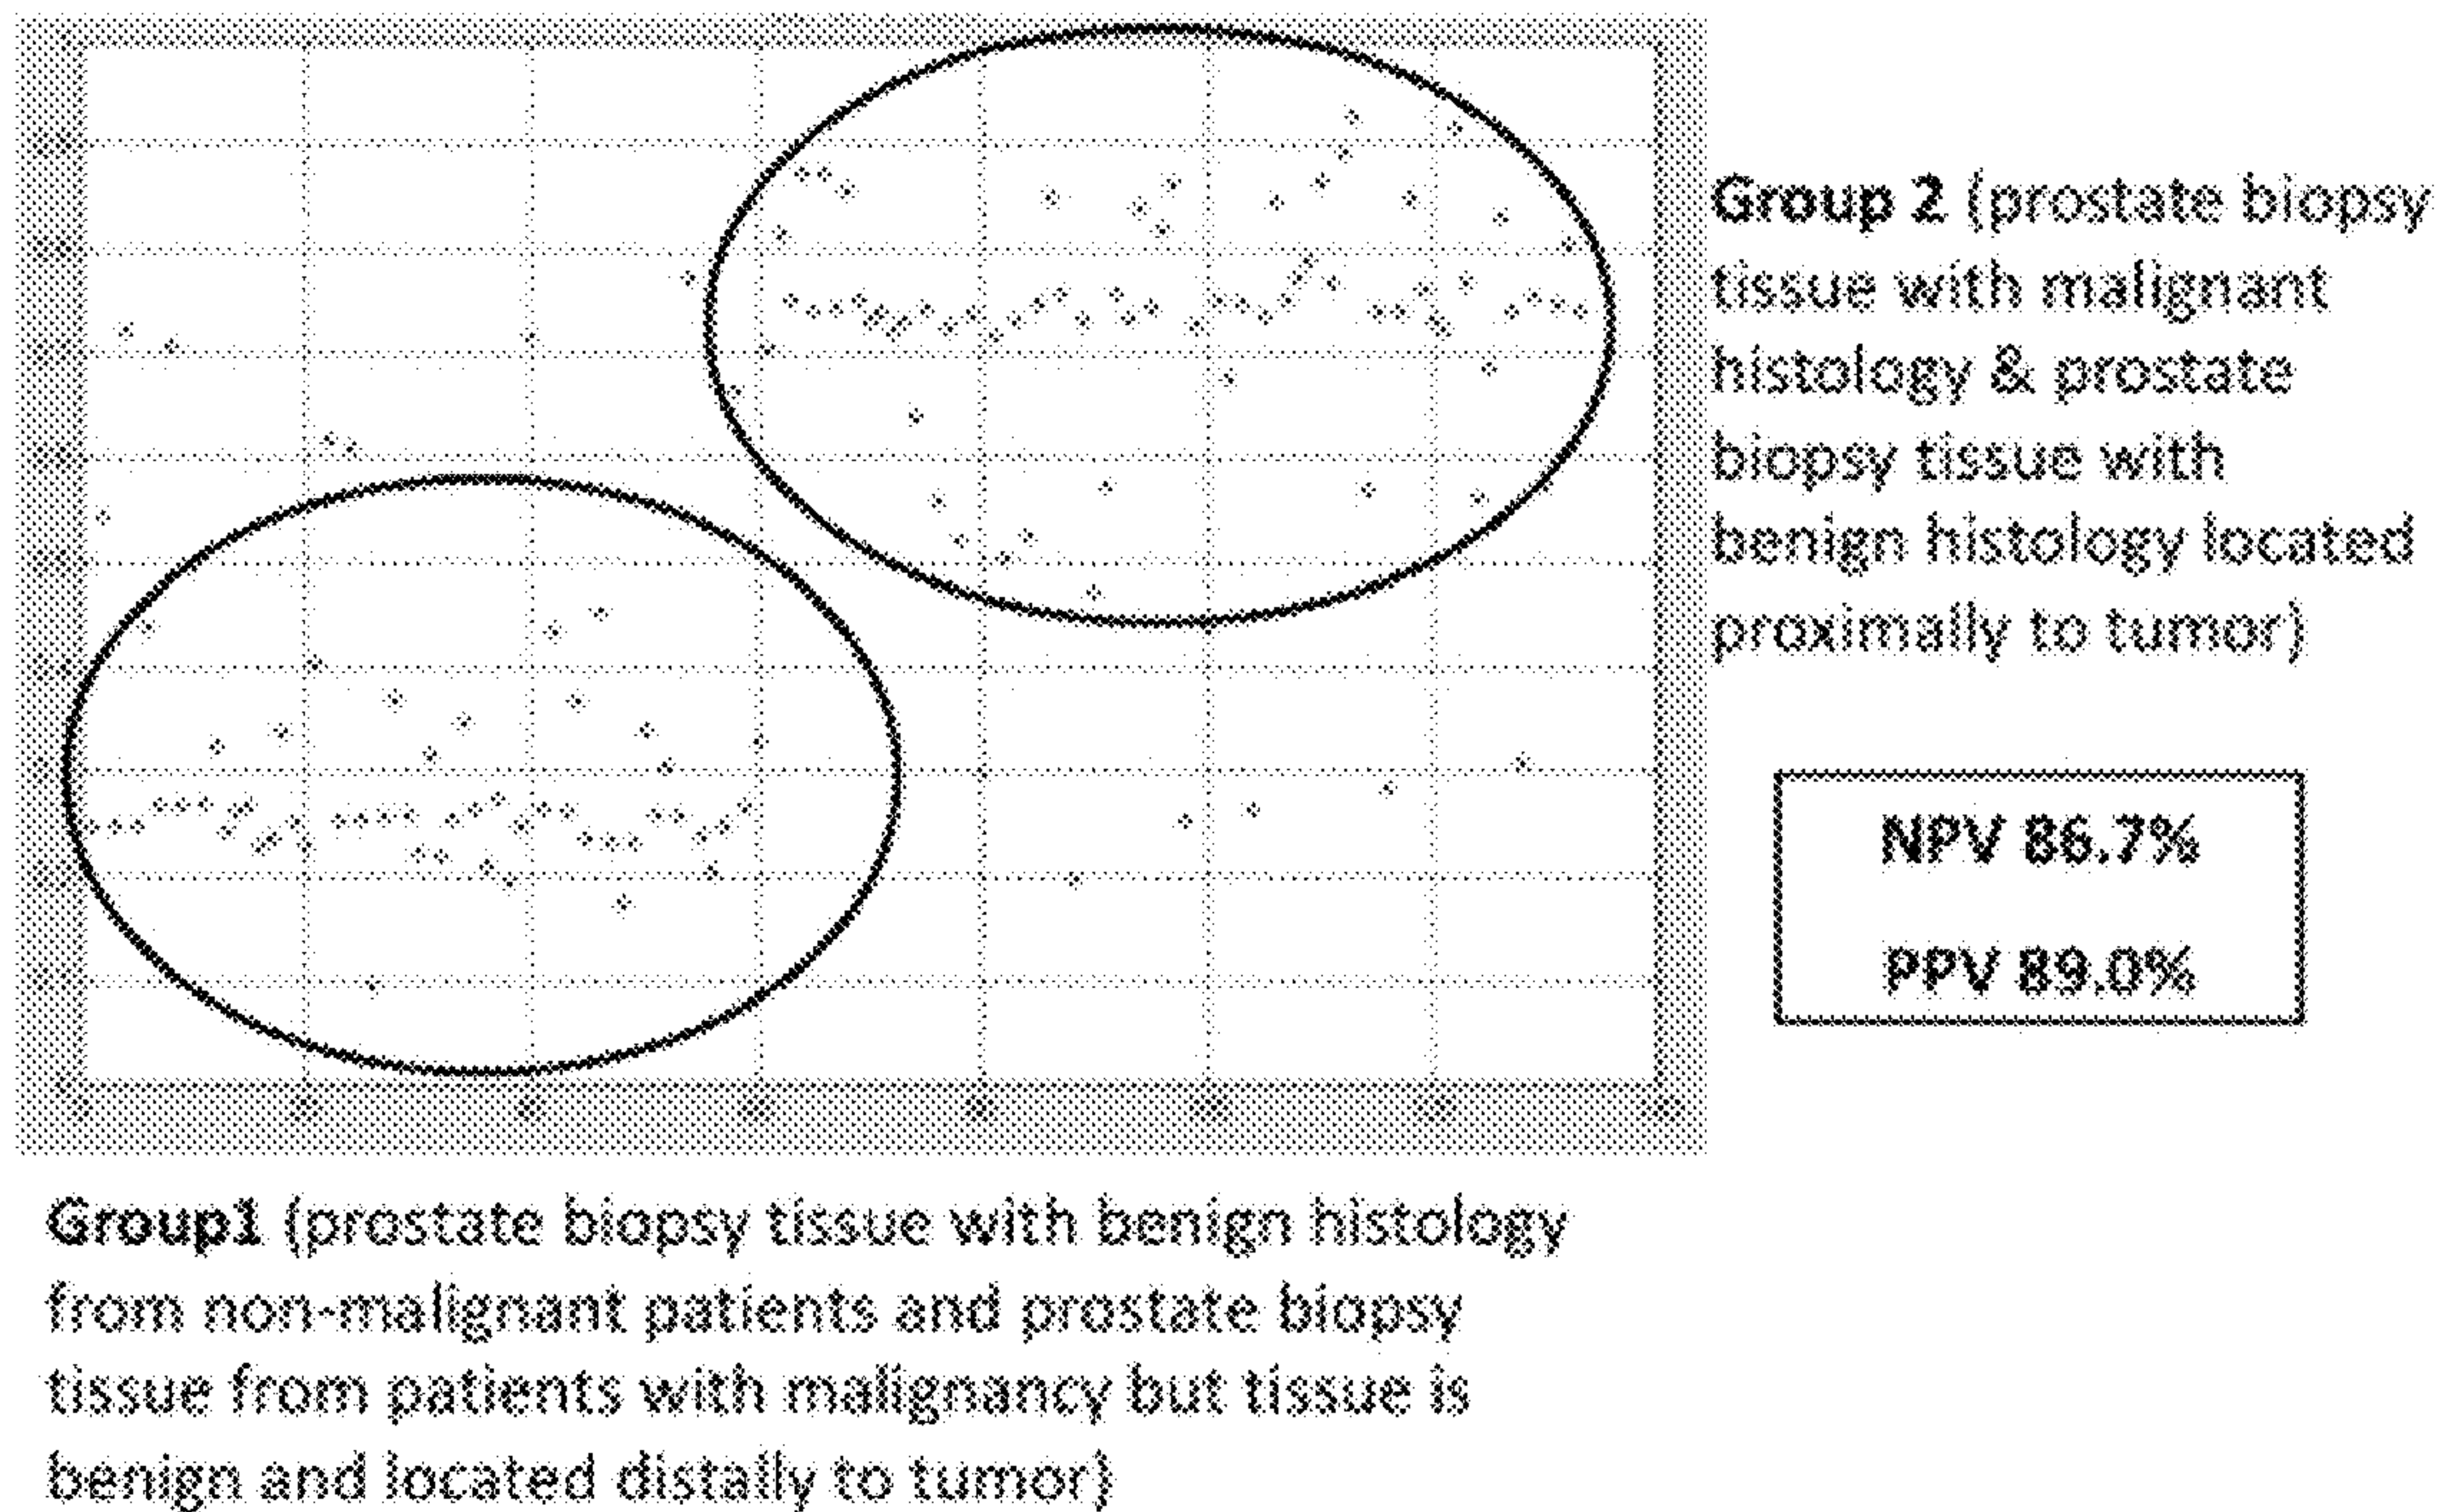 Group 2 (prostate biopsy
tissue with malignant
histology & prostate
biopsy tissue with
benign histology located
proximally to tumor)
NPV 86.7%
PPV 89.0%
Group1 (prostate biopsy tissue with benign histology
from non-malignant patients and prostate biopsy
tissue from patients with malignancy but tissue is
benign and located distally to tumor)